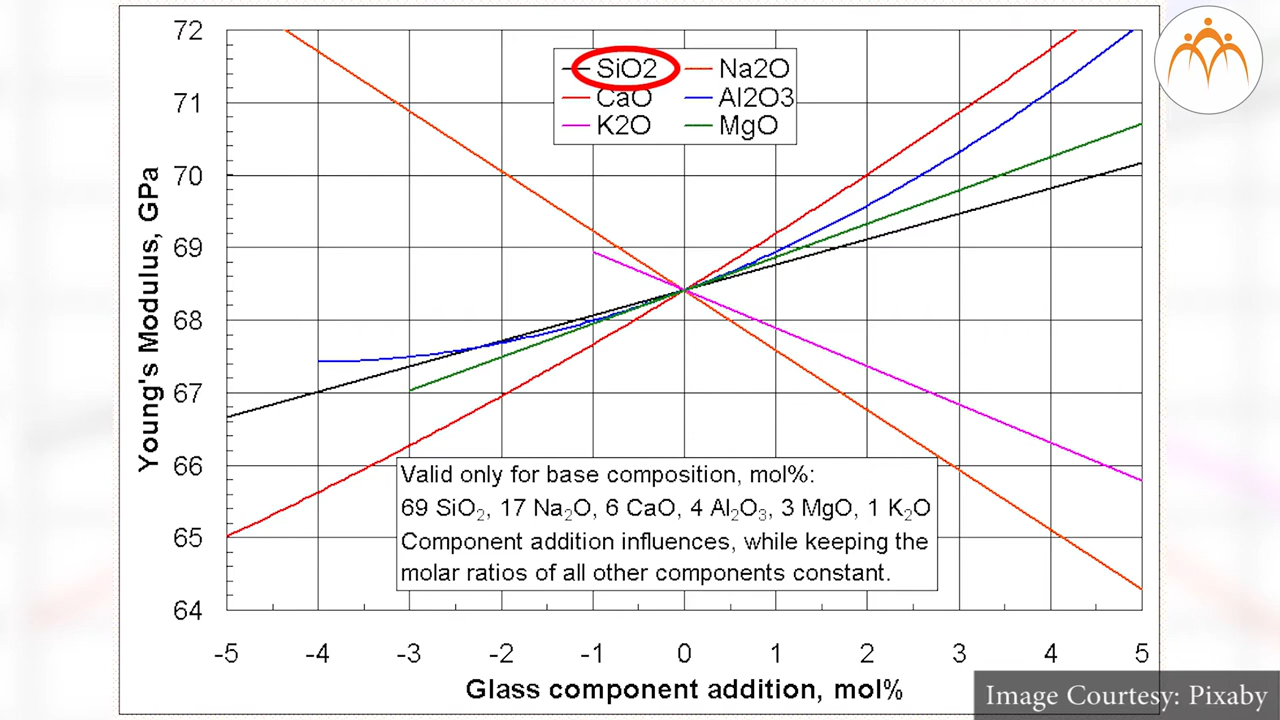 72
71
70
69
68
67
66
65
64
Young's Modulus, GPa
SiO2 Na2O
CaO Al2O3
K2O MgO
Valid only for base composition, mol%:
69 SiO₂, 17 Na₂O, 6 CaO, 4 Al₂O₃, 3 MgO, 1 K₂O
Component addition influences, while keeping the
molar ratios of all other components constant.
-5 -4 -3 -2 -1 0 1 2 3 4 5
Glass component addition, mol%
Image Courtesy: Pixaby